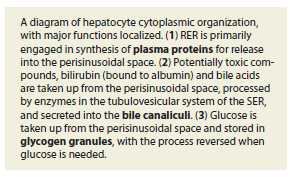 A diagram of hepatocyte cytoplasmic organization,
with major functions localized. (1) RER is primarily
engaged in synthesis of plasma proteins for release
into the perisinusoidal space. (2) Potentially toxic com-
pounds, bilirubin (bound to albumin) and bile acids
are taken up from the perisinusoidal space, processed
by enzymes in the tubulovesicular system of the SER,
and secreted into the bile canaliculi. (3) Glucose is
taken up from the perisinusoidal space and stored in
glycogen granules, with the process reversed when
glucose is needed.